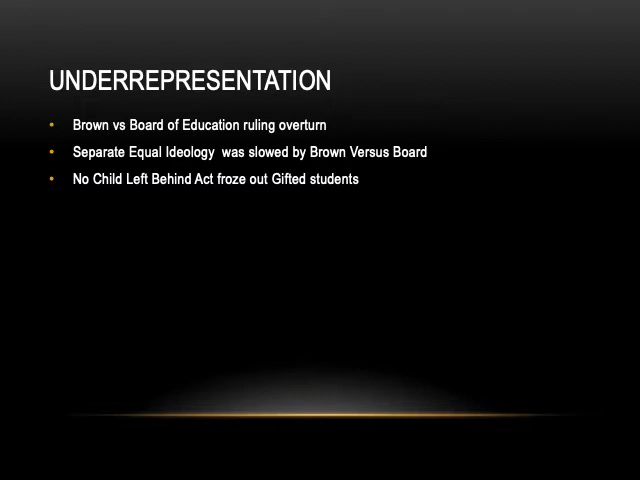 UNDERREPRESENTATION
• Brown vs Board of Education ruling overturn
• Separate Equal Ideology  was slowed by Brown Versus Board
• No Child Left Behind Act froze out Gifted students